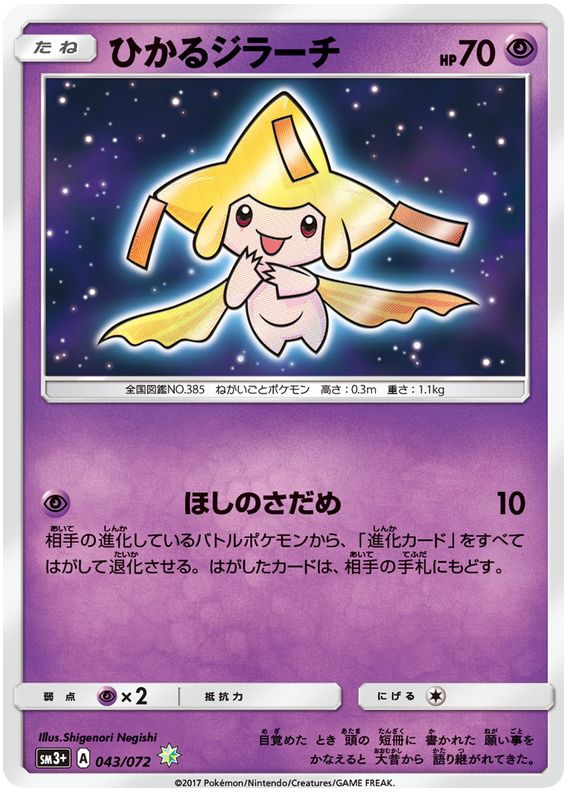 たね ひかるジラーチ HP70
全国図鑑NO.385 ねがいごとポケモン 高さ:0.3m 重さ:1.1kg
ほしのさだめ 10
相手の進化しているバトルポケモンから、「進化カード」をすべて
はがして退化させる。はがしたカードは、相手の手札にもどす。
弱点 ×2 抵抗力 にげる
Illus.Shigenori Negishi
SM3+ A 043/072
目覚めた とき 頭の 短冊に 書かれた 願い事を
かなえると 大昔から 語り継がれている。
©2017 Pokémon/Nintendo/Creatures/GAME FREAK.